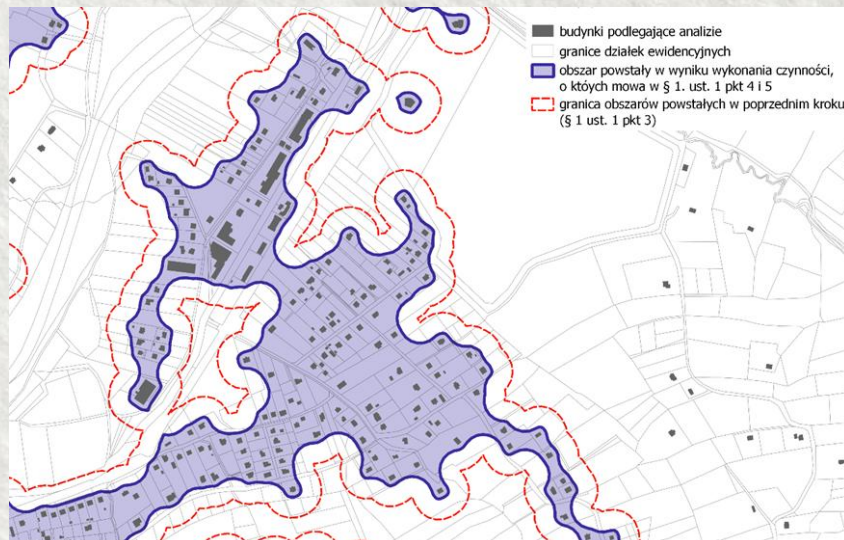 budynki podlegające analizie
granice działek ewidencyjnych
obszar powstały w wyniku wykonania czynności,
o któych mowa w § 1. ust. 1 pkt 4 i 5
granica obszarów powstałych w poprzednim kroku
(§ 1 ust. 1 pkt 3)